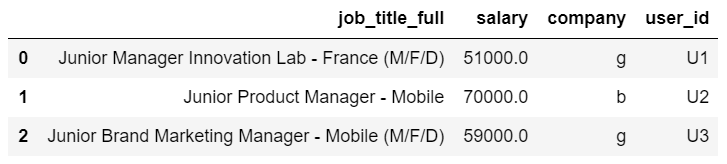 job_title_full salary company user_id
0 Junior Manager Innovation Lab - France (M/F/D) 51000.0 g U1
1 Junior Product Manager - Mobile 70000.0 b U2
2 Junior Brand Marketing Manager - Mobile (M/F/D) 59000.0 g U3